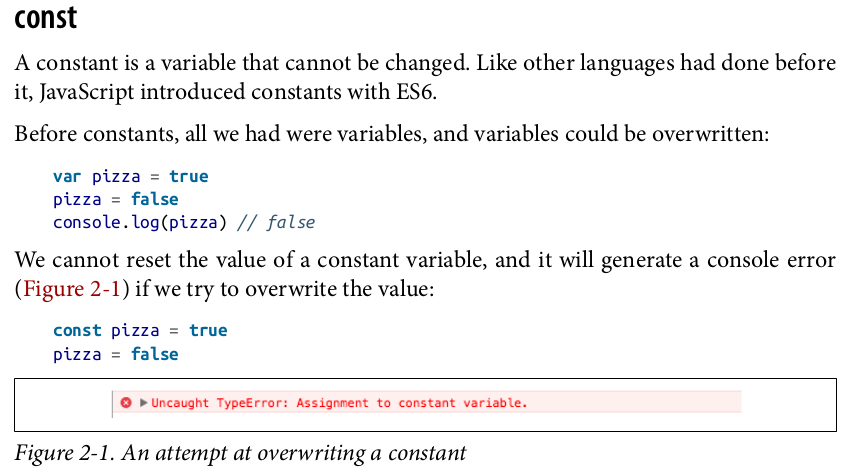 const
A constant is a variable that cannot be changed. Like other languages had done before
it, JavaScript introduced constants with ES6.
Before constants, all we had were variables, and variables could be overwritten:
var pizza = true
pizza = false
console.log(pizza) // false
We cannot reset the value of a constant variable, and it will generate a console error
(Figure 2-1) if we try to overwrite the value:
const pizza = true
pizza = false
Uncaught TypeError: Assignment to constant variable.
Figure 2-1. An attempt at overwriting a constant